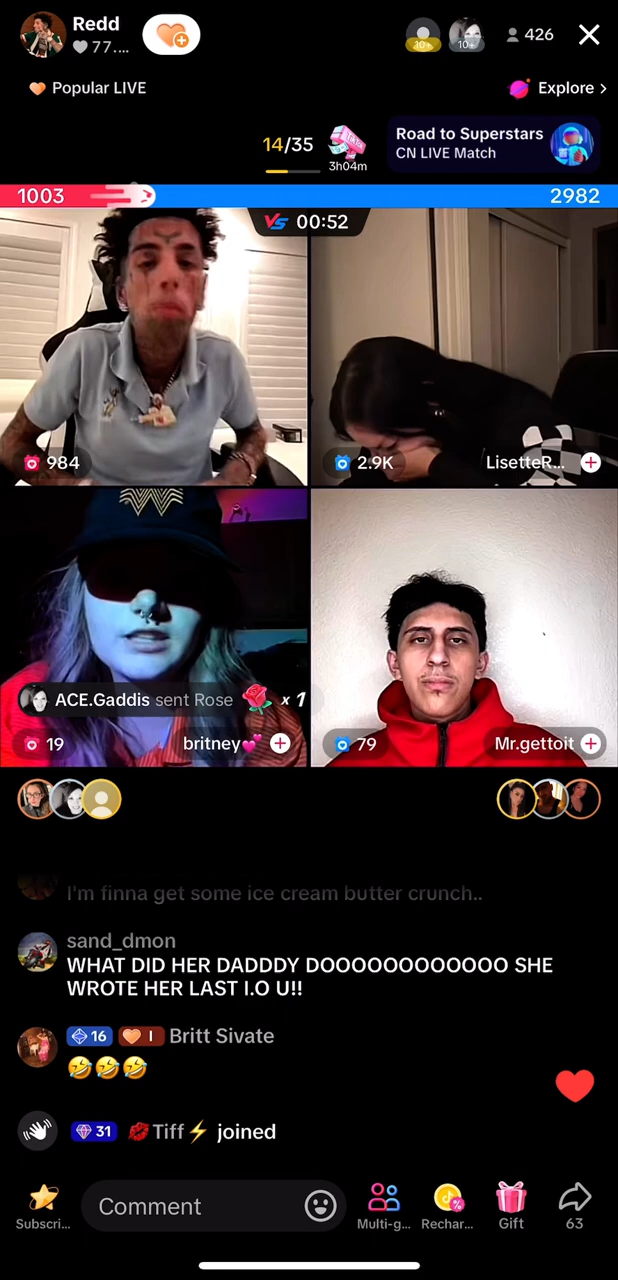 Redd
77....
10+
10+
426
Popular LIVE
Explore >
14/35
3h04m
Road to Superstars
CN LIVE Match
1003
2982
VS 00:52
984
2.9K
LisetteR...
W
ACE.Gaddis sent Rose x 1
19
britney
79
Mr.gettoit
I'm finna get some ice cream butter crunch..
sand_dmon
WHAT DID HER DADDDY DOOOOOOOOOOOO SHE
WROTE HER LAST I.O U!!
16 I Britt Sivate
31 Tiff joined
Subscri...
Comment
Multi-g...
Rechar...
Gift
63